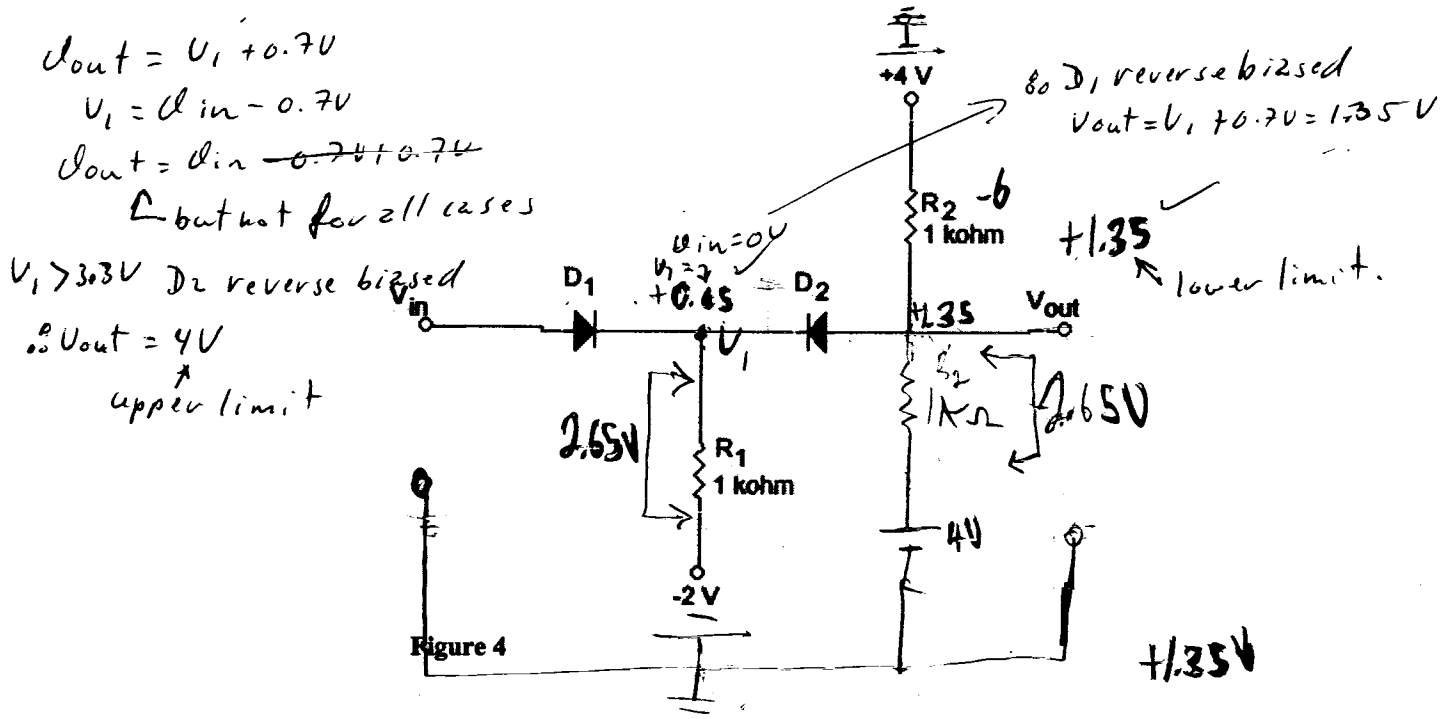 Vout = V1 + 0.7V
V1 = Vin - 0.7V
Vout = Vin -0.7V+0.7V
but not for all cases
V1 > 3.3V D2 reverse biased
∴ Vout = 4V
upper limit
+4 V
so D1 reverse biased
Vout = V1 + 0.7V = 1.35 V
R2 -6
1 kohm
+1.35
lower limit.
Vin = 0V
V1 = ?
+0.65
Vin
D1
D2
+1.35
Vout
V1
1KΩ
2.65V
2.65V
R1
1 kohm
4V
-2 V
Figure 4
+1.35V